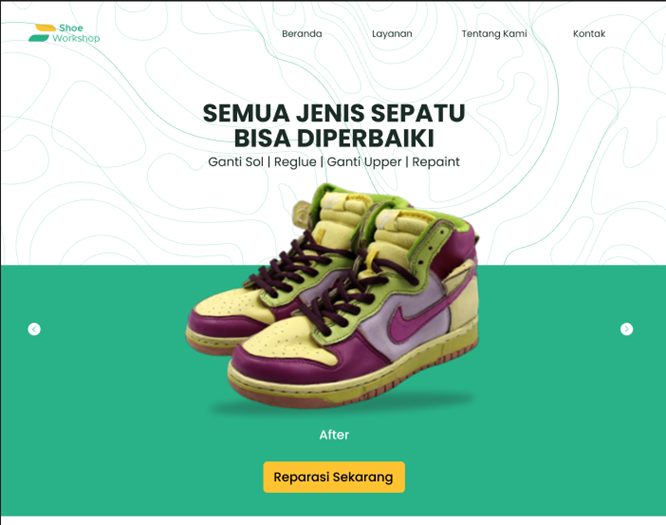 Shoe
Workshop
Beranda
Layanan
Tentang Kami
Kontak
SEMUA JENIS SEPATU
BISA DIPERBAIKI
Ganti Sol | Reglue | Ganti Upper | Repaint
After
Reparasi Sekarang